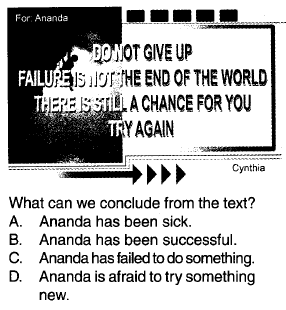 For: Ananda
DO NOT GIVE UP
FAILURE IS NOT THE END OF THE WORLD
THERE IS STILL A CHANCE FOR YOU
TRY AGAIN
Cynthia
What can we conclude from the text?
A. Ananda has been sick.
B. Ananda has been successful.
C. Ananda has failed to do something.
D. Ananda is afraid to try something
new.